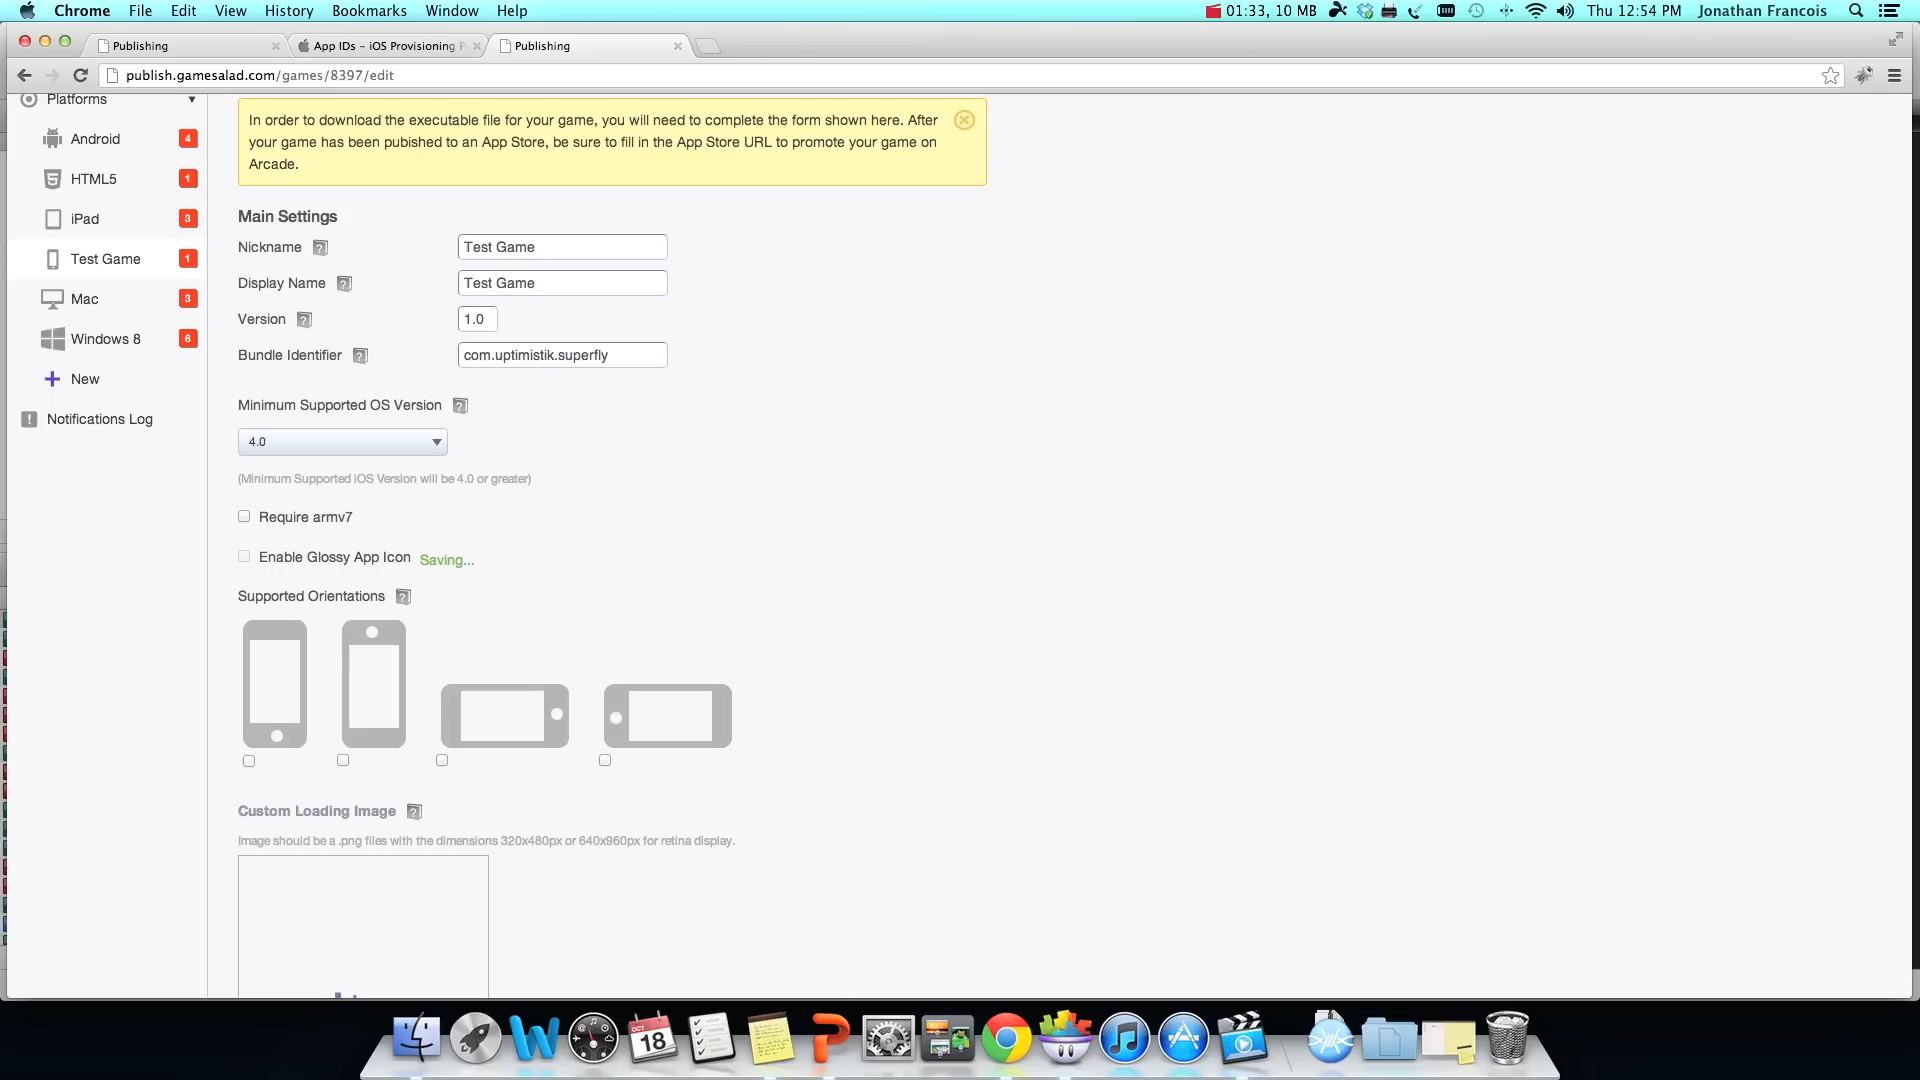 Chrome File Edit View History Bookmarks Window Help 01:33, 10 MB Thu 12:54 PM Jonathan Francois
Publishing App IDs – iOS Provisioning P Publishing
publish.gamesalad.com/games/8397/edit
Platforms
Android 4
HTML5 1
iPad 3
Test Game 1
Mac 3
Windows 8 6
New
Notifications Log
In order to download the executable file for your game, you will need to complete the form shown here. After
your game has been pubished to an App Store, be sure to fill in the App Store URL to promote your game on
Arcade.
Main Settings
Nickname ? Test Game
Display Name ? Test Game
Version ? 1.0
Bundle Identifier ? com.uptimistik.superfly
Minimum Supported OS Version ?
4.0
(Minimum Supported iOS Version will be 4.0 or greater)
Require armv7
Enable Glossy App Icon Saving...
Supported Orientations ?
Custom Loading Image ?
Image should be a .png files with the dimensions 320x480px or 640x960px for retina display.
OCT
18